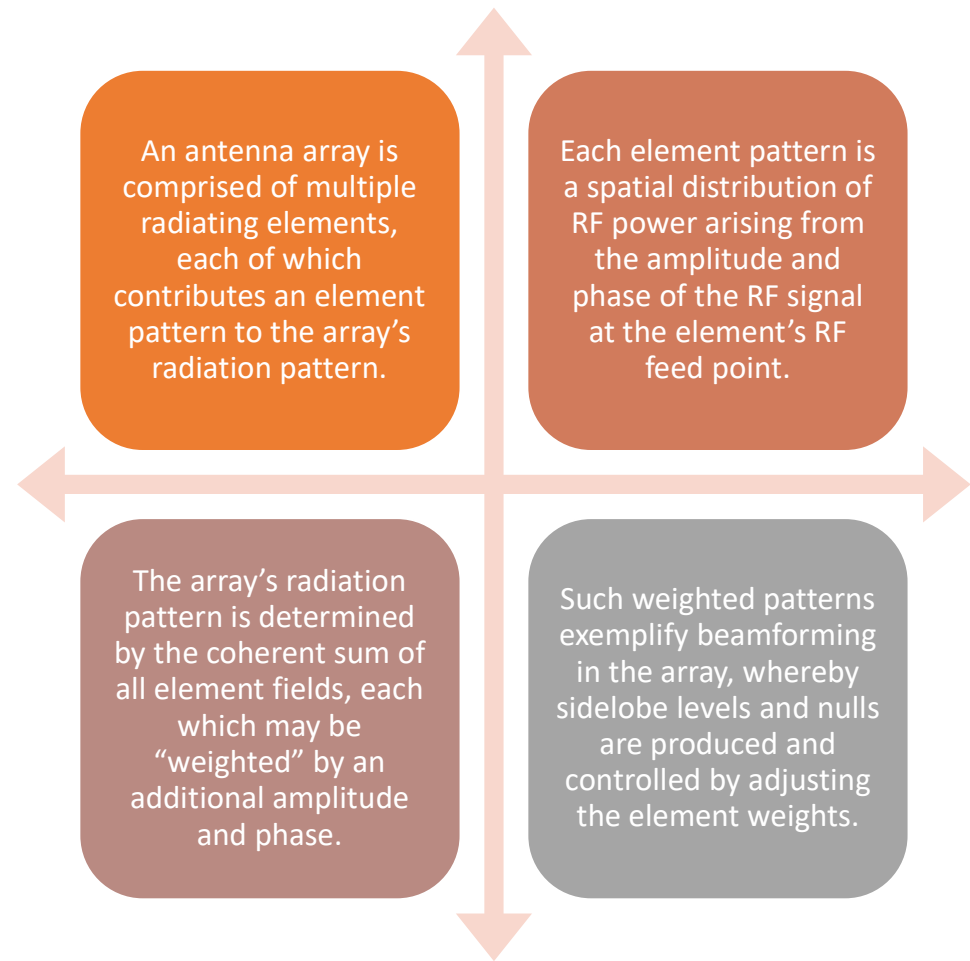 An antenna array is
comprised of multiple
radiating elements,
each of which
contributes an element
pattern to the array’s
radiation pattern.
Each element pattern is
a spatial distribution of
RF power arising from
the amplitude and
phase of the RF signal
at the element’s RF
feed point.
The array’s radiation
pattern is determined
by the coherent sum of
all element fields, each
which may be
“weighted” by an
additional amplitude
and phase.
Such weighted patterns
exemplify beamforming
in the array, whereby
sidelobe levels and nulls
are produced and
controlled by adjusting
the element weights.